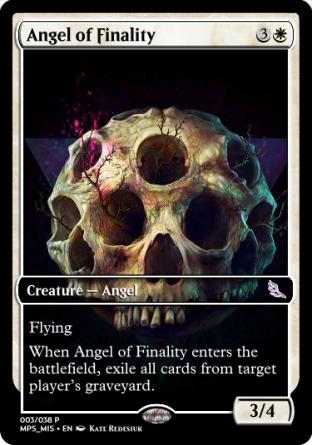 Angel of Finality 3
Creature — Angel
Flying
When Angel of Finality enters the
battlefield, exile all cards from target
player's graveyard.
3/4
003/038 P
MPS_MIS • EN Kate Redesiuk